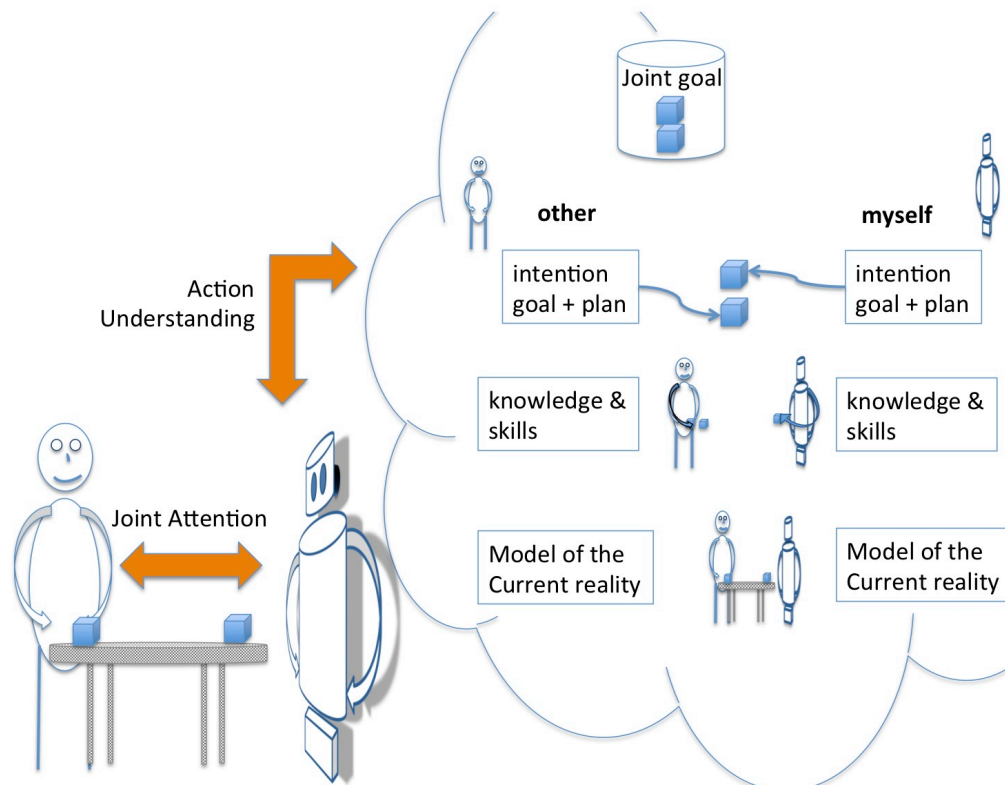 Joint goal
other
myself
Action
Understanding
intention
goal + plan
intention
goal + plan
knowledge &
skills
knowledge &
skills
Joint Attention
Model of the
Current reality
Model of the
Current reality